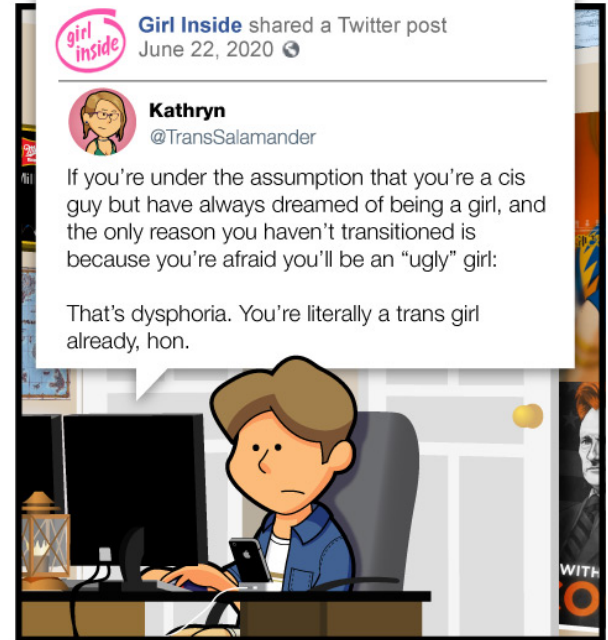 girl
inside
Girl Inside shared a Twitter post
June 22, 2020
Kathryn
@TransSalamander
If you're under the assumption that you're a cis
guy but have always dreamed of being a girl, and
the only reason you haven't transitioned is
because you're afraid you'll be an “ugly” girl:
That's dysphoria. You're literally a trans girl
already, hon.
WITH
CO